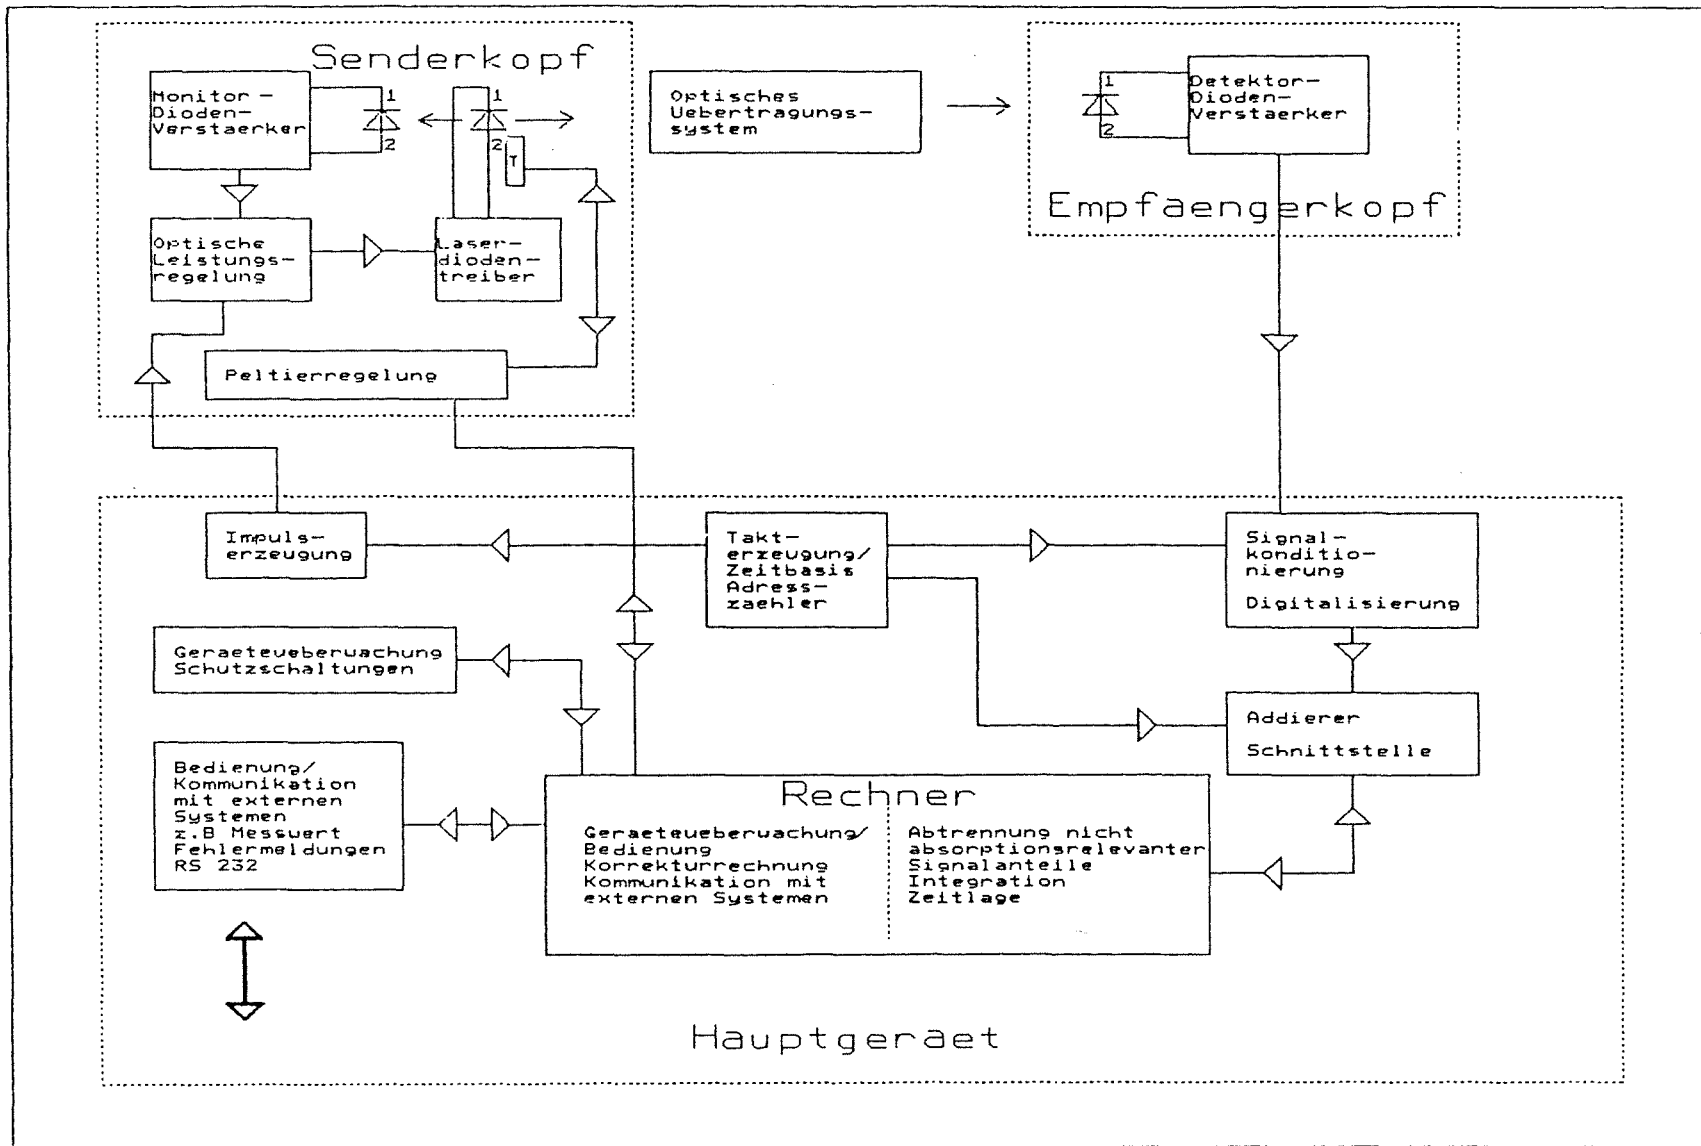 Senderkopf
Monitor-
Dioden-
Verstaerker
1
2
1
2
T
Optische
Leistungs-
regelung
Laser-
dioden-
treiber
Peltierregelung
Optisches
Uebertragungs-
system
1
2
Detektor-
Dioden-
Verstaerker
Empfaengerkopf
Impuls-
erzeugung
Takt-
erzeugung/
Zeitbasis
Adress-
zaehler
Signal-
konditio-
nierung
Digitalisierung
Geraeteueberwachung
Schutzschaltungen
Addierer
Schnittstelle
Bedienung/
Kommunikation
mit externen
Systemen
z.B Messwert
Fehlermeldungen
RS 232
Rechner
Geraeteueberwachung/
Bedienung
Korrekturrechnung
Kommunikation mit
externen Systemen
Abtrennung nicht
absorptionsrelevanter
Signalanteile
Integration
Zeitlage
Hauptgeraet